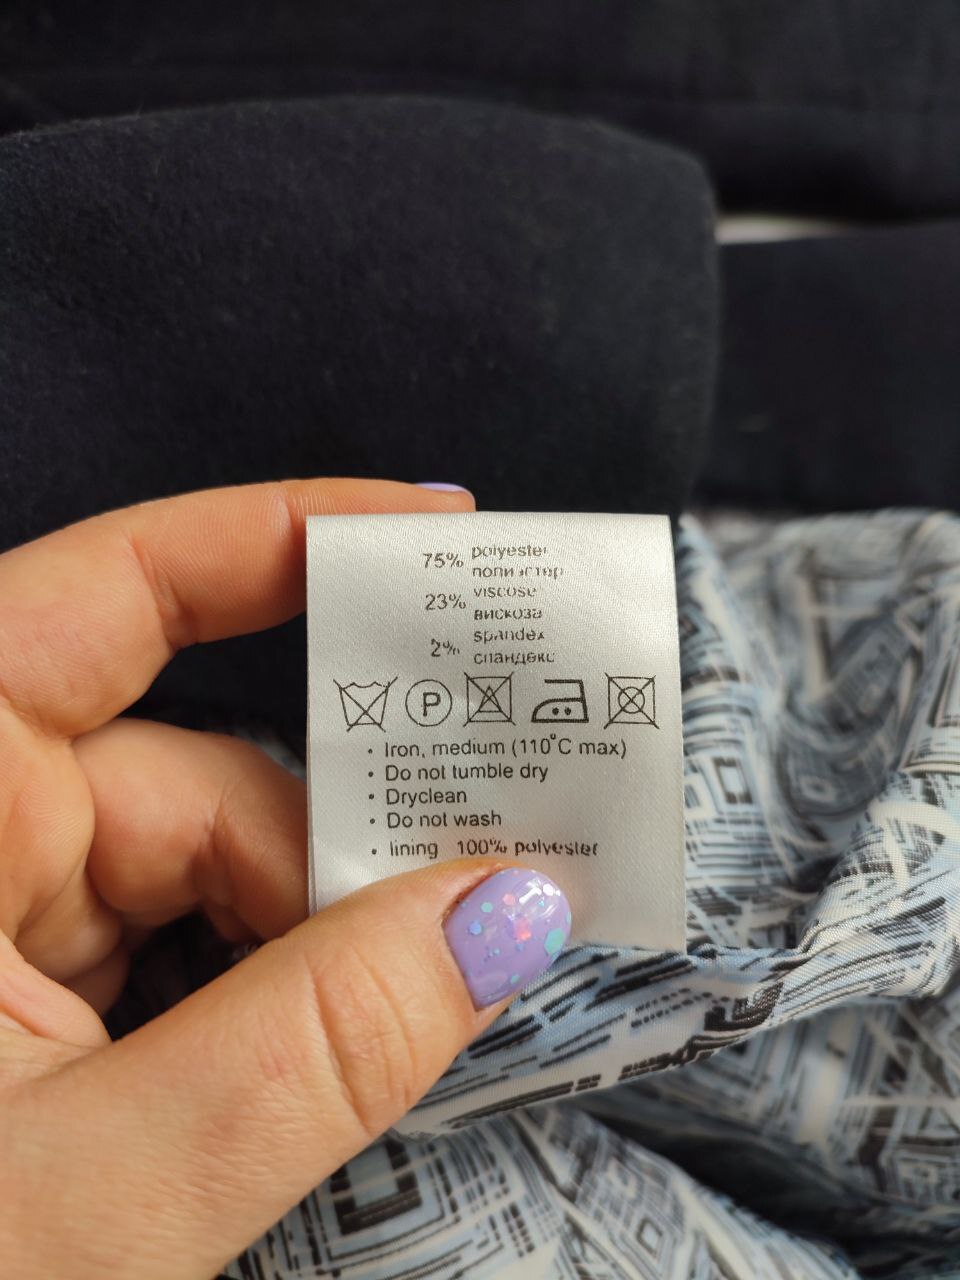 75% polyester
полиэстер
23% viscose
вискоза
2% spandex
спандекс
P
• Iron, medium (110°C max)
• Do not tumble dry
• Dryclean
• Do not wash
• lining 100% polyester